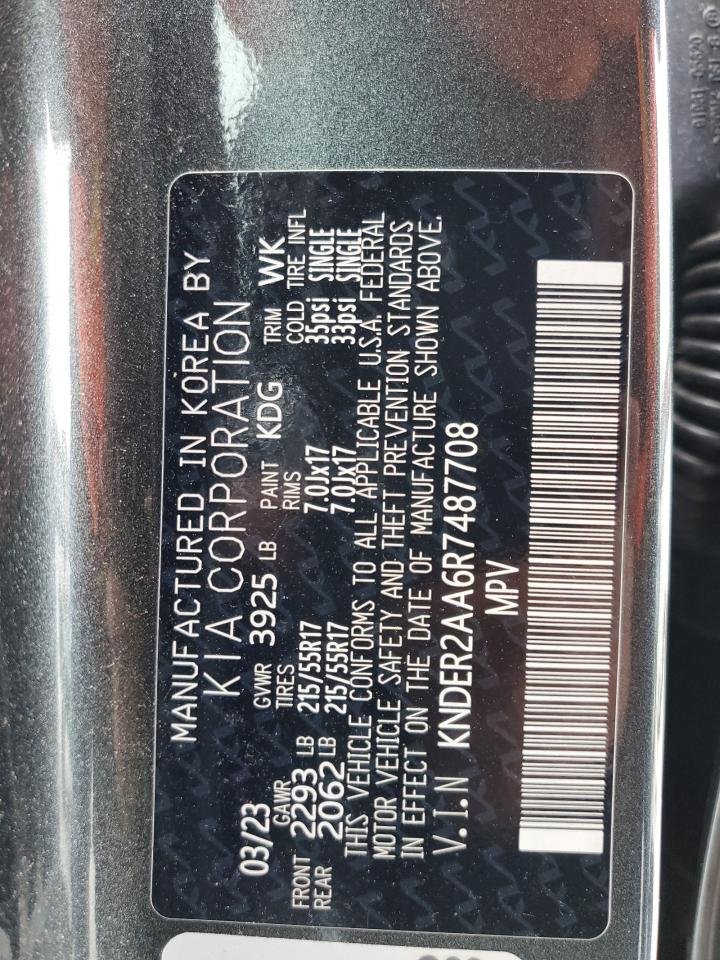 MANUFACTURED IN KOREA BY
KIA CORPORATION
03/23 GVWR 3925 LB PAINT KDG TRIM WK
GAWR TIRES RIMS COLD TIRE INFL
FRONT 2293 LB 215/55R17 7.0Jx17 35psi SINGLE
REAR 2062 LB 215/55R17 7.0Jx17 33psi SINGLE
THIS VEHICLE CONFORMS TO ALL APPLICABLE U.S.A. FEDERAL
MOTOR VEHICLE SAFETY AND THEFT PREVENTION STANDARDS
IN EFFECT ON THE DATE OF MANUFACTURE SHOWN ABOVE.
V.I.N KNDER2AA6R7487708
MPV